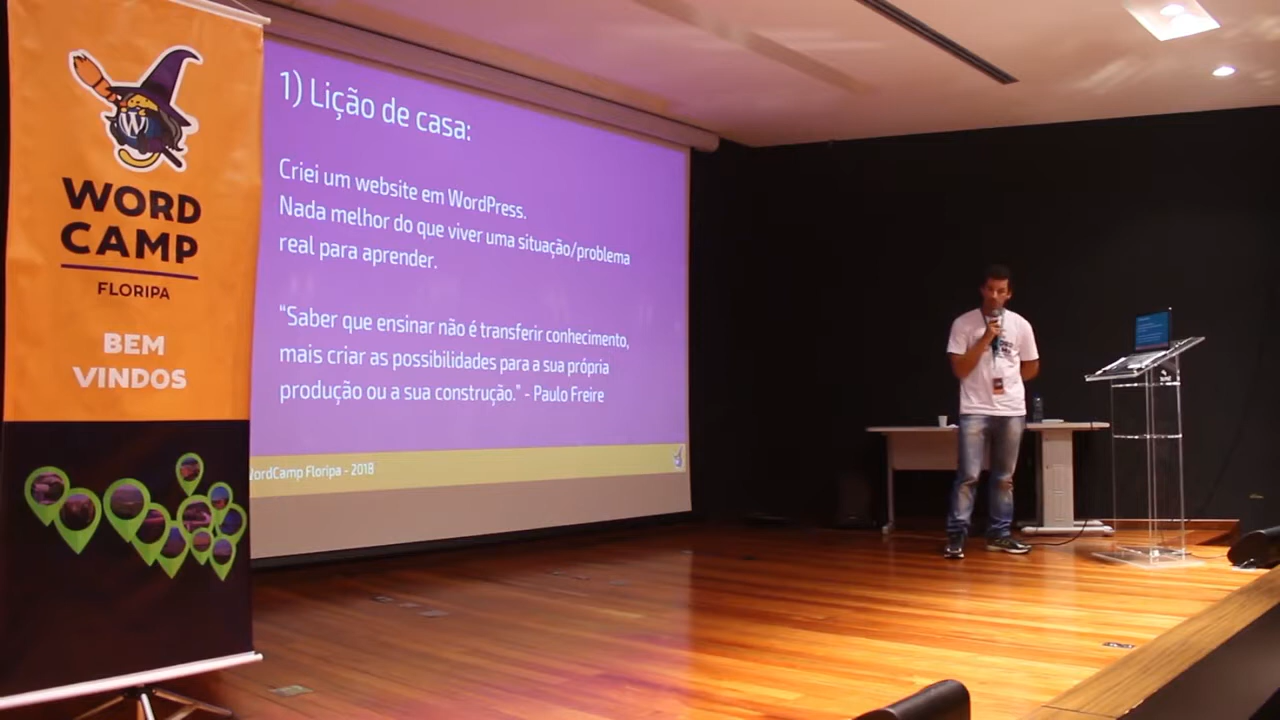 WORD
CAMP
FLORIPA
BEM
VINDOS
1) Lição de casa:
Criei um website em WordPress.
Nada melhor do que viver uma situação/problema
real para aprender.
“Saber que ensinar não é transferir conhecimento,
mais criar as possibilidades para a sua própria
produção ou a sua construção.” - Paulo Freire
WordCamp Floripa - 2018